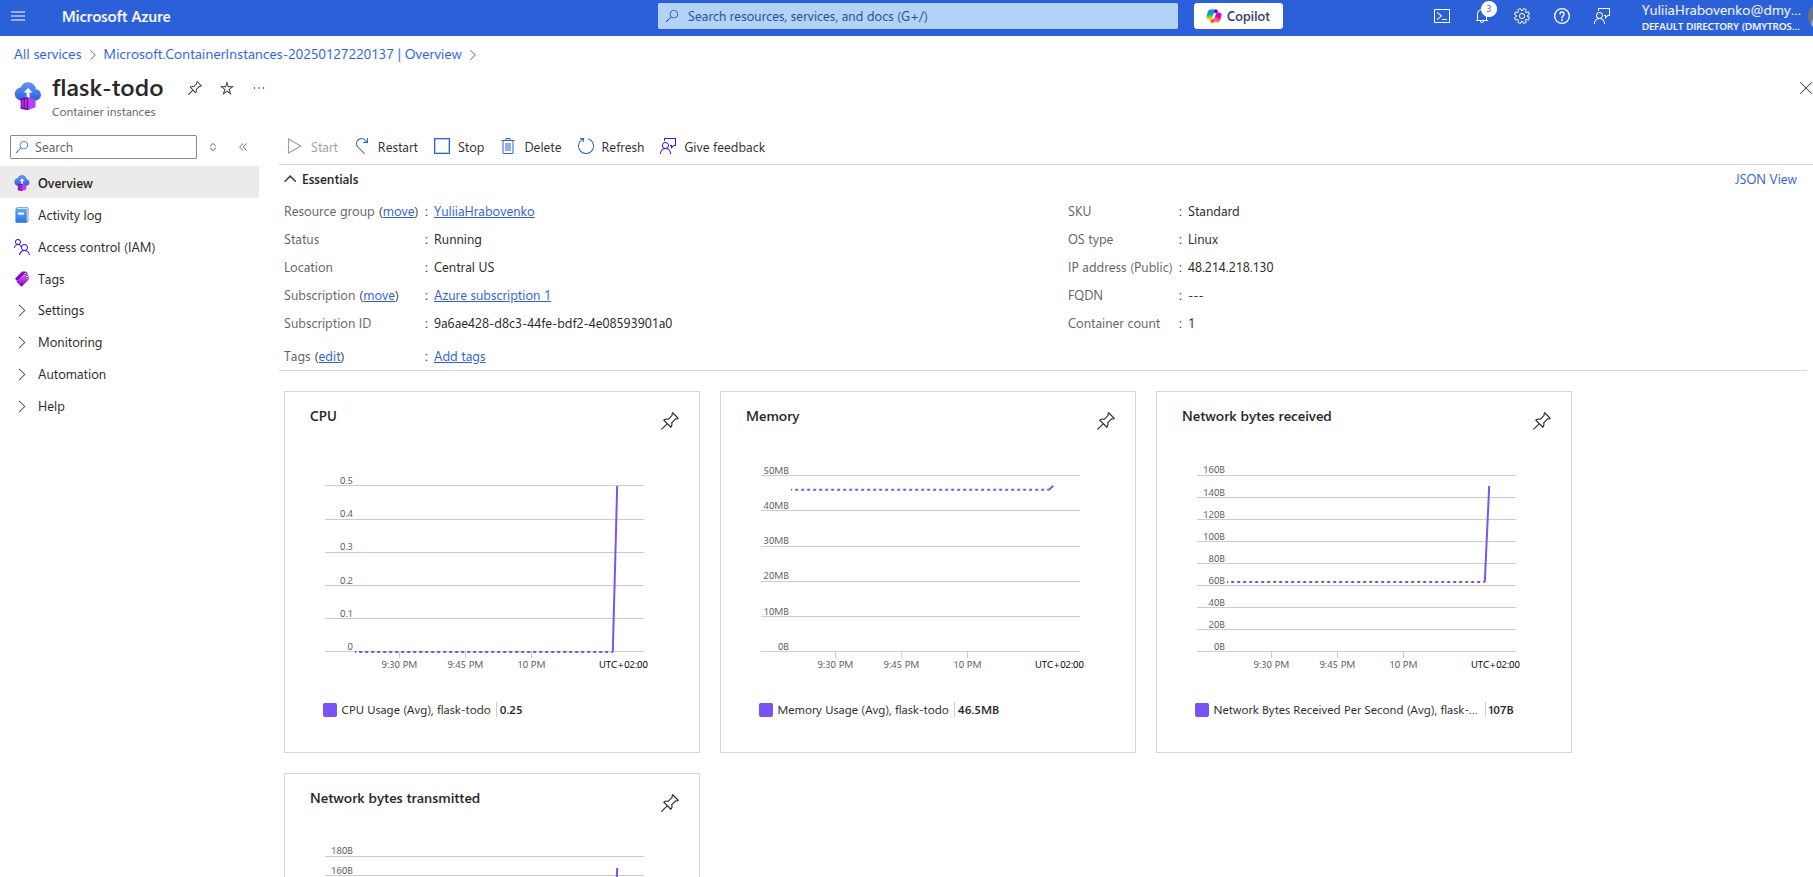 Microsoft Azure
Search resources, services, and docs (G+/)
Copilot
3
YuliiaHrabovenko@dmy...
DEFAULT DIRECTORY (DMYTROS...
All services > Microsoft.ContainerInstances-20250127220137 | Overview >
flask-todo
Container instances
Search
Start Restart Stop Delete Refresh Give feedback
Overview
Activity log
Access control (IAM)
Tags
Settings
Monitoring
Automation
Help
Essentials
JSON View
Resource group (move) : YuliiaHrabovenko
Status : Running
Location : Central US
Subscription (move) : Azure subscription 1
Subscription ID : 9a6ae428-d8c3-44fe-bdf2-4e08593901a0
Tags (edit) : Add tags
SKU : Standard
OS type : Linux
IP address (Public) : 48.214.218.130
FQDN : ---
Container count : 1
CPU
0.5
0.4
0.3
0.2
0.1
0
9:30 PM 9:45 PM 10 PM UTC+02:00
CPU Usage (Avg), flask-todo 0.25
Memory
50MB
40MB
30MB
20MB
10MB
0B
9:30 PM 9:45 PM 10 PM UTC+02:00
Memory Usage (Avg), flask-todo 46.5MB
Network bytes received
160B
140B
120B
100B
80B
60B
40B
20B
0B
9:30 PM 9:45 PM 10 PM UTC+02:00
Network Bytes Received Per Second (Avg), flask-... 107B
Network bytes transmitted
180B
160B